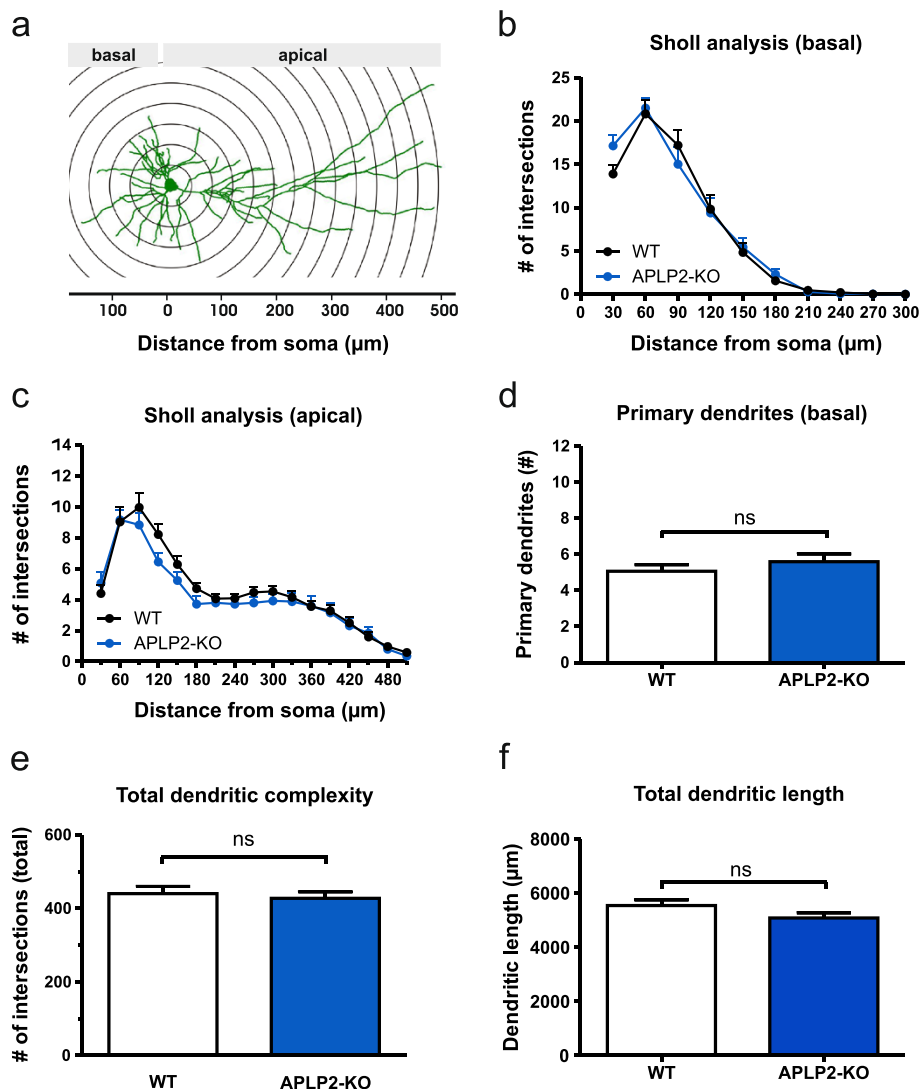 a
basal apical
100 0 100 200 300 400 500
Distance from soma (µm)
b
Sholl analysis (basal)
# of intersections
25
20
15
10
5
0
WT
APLP2-KO
0 30 60 90 120 150 180 210 240 270 300
Distance from soma (µm)
c
Sholl analysis (apical)
# of intersections
14
12
10
8
6
4
2
0
WT
APLP2-KO
0 60 120 180 240 300 360 420 480
Distance from soma (µm)
d
Primary dendrites (basal)
Primary dendrites (#)
12
10
8
6
4
2
0
ns
WT APLP2-KO
e
Total dendritic complexity
# of intersections (total)
600
400
200
0
ns
WT APLP2-KO
f
Total dendritic length
Dendritic length (µm)
8000
6000
4000
2000
0
ns
WT APLP2-KO